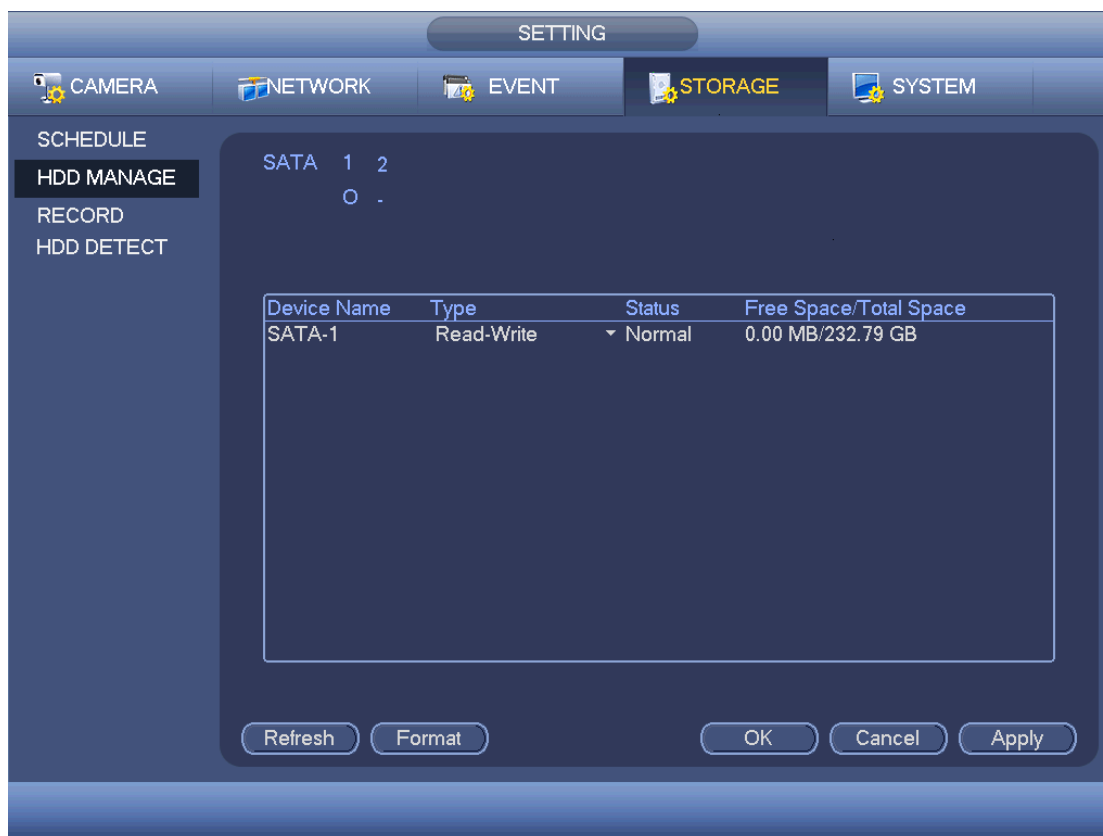 SETTING
CAMERA NETWORK EVENT STORAGE SYSTEM
SCHEDULE
HDD MANAGE
RECORD
HDD DETECT
SATA 1 2
O -
Device Name Type Status Free Space/Total Space
SATA-1 Read-Write Normal 0.00 MB/232.79 GB
Refresh Format OK Cancel Apply